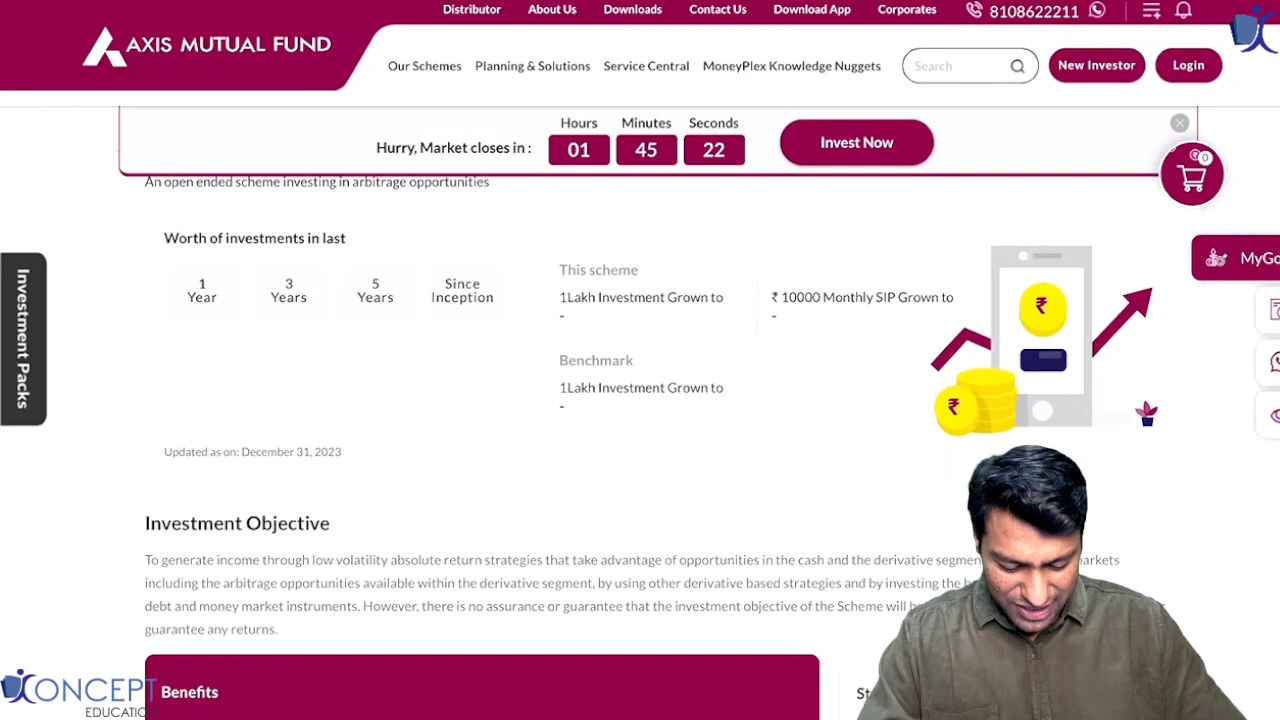 Distributor About Us Downloads Contact Us Download App Corporates 8108622211
AXIS MUTUAL FUND
Our Schemes Planning & Solutions Service Central MoneyPlex Knowledge Nuggets Search New Investor Login
Hours Minutes Seconds
Hurry, Market closes in : 01 45 22 Invest Now
0
An open ended scheme investing in arbitrage opportunities
Worth of investments in last
1 Year
3 Years
5 Years
Since Inception
This scheme
1Lakh Investment Grown to
-
₹ 10000 Monthly SIP Grown to
-
Benchmark
1Lakh Investment Grown to
-
Investment Packs
₹
₹
Updated as on: December 31, 2023
Investment Objective
To generate income through low volatility absolute return strategies that take advantage of opportunities in the cash and the derivative
including the arbitrage opportunities available within the derivative segment, by using other derivative based strategies and by investing the
debt and money market instruments. However, there is no assurance or guarantee that the investment objective of the Scheme will
guarantee any returns.
Benefits
CONCEPT